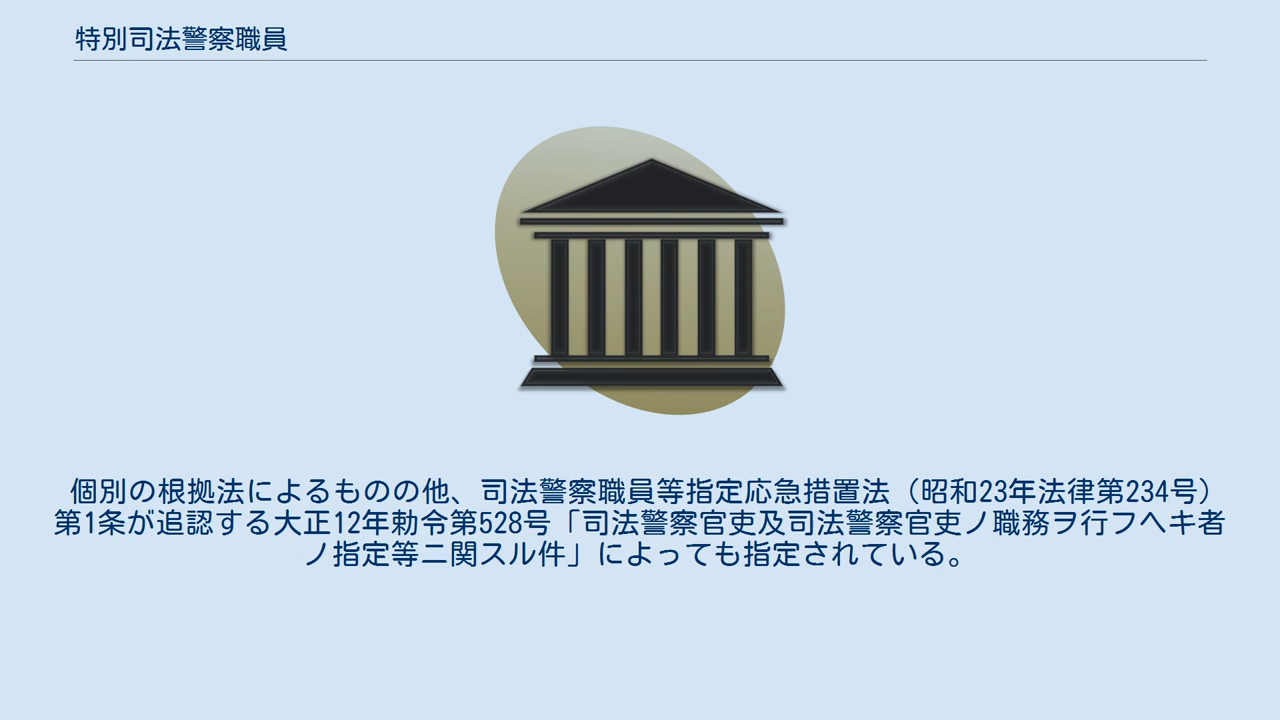 特別司法警察職員
個別の根拠法によるものの他、司法警察職員等指定応急措置法（昭和23年法律第234号）
第1条が追認する大正12年勅令第528号「司法警察官吏及司法警察官吏ノ職務ヲ行フヘキ者
ノ指定等ニ関スル件」によっても指定されている。